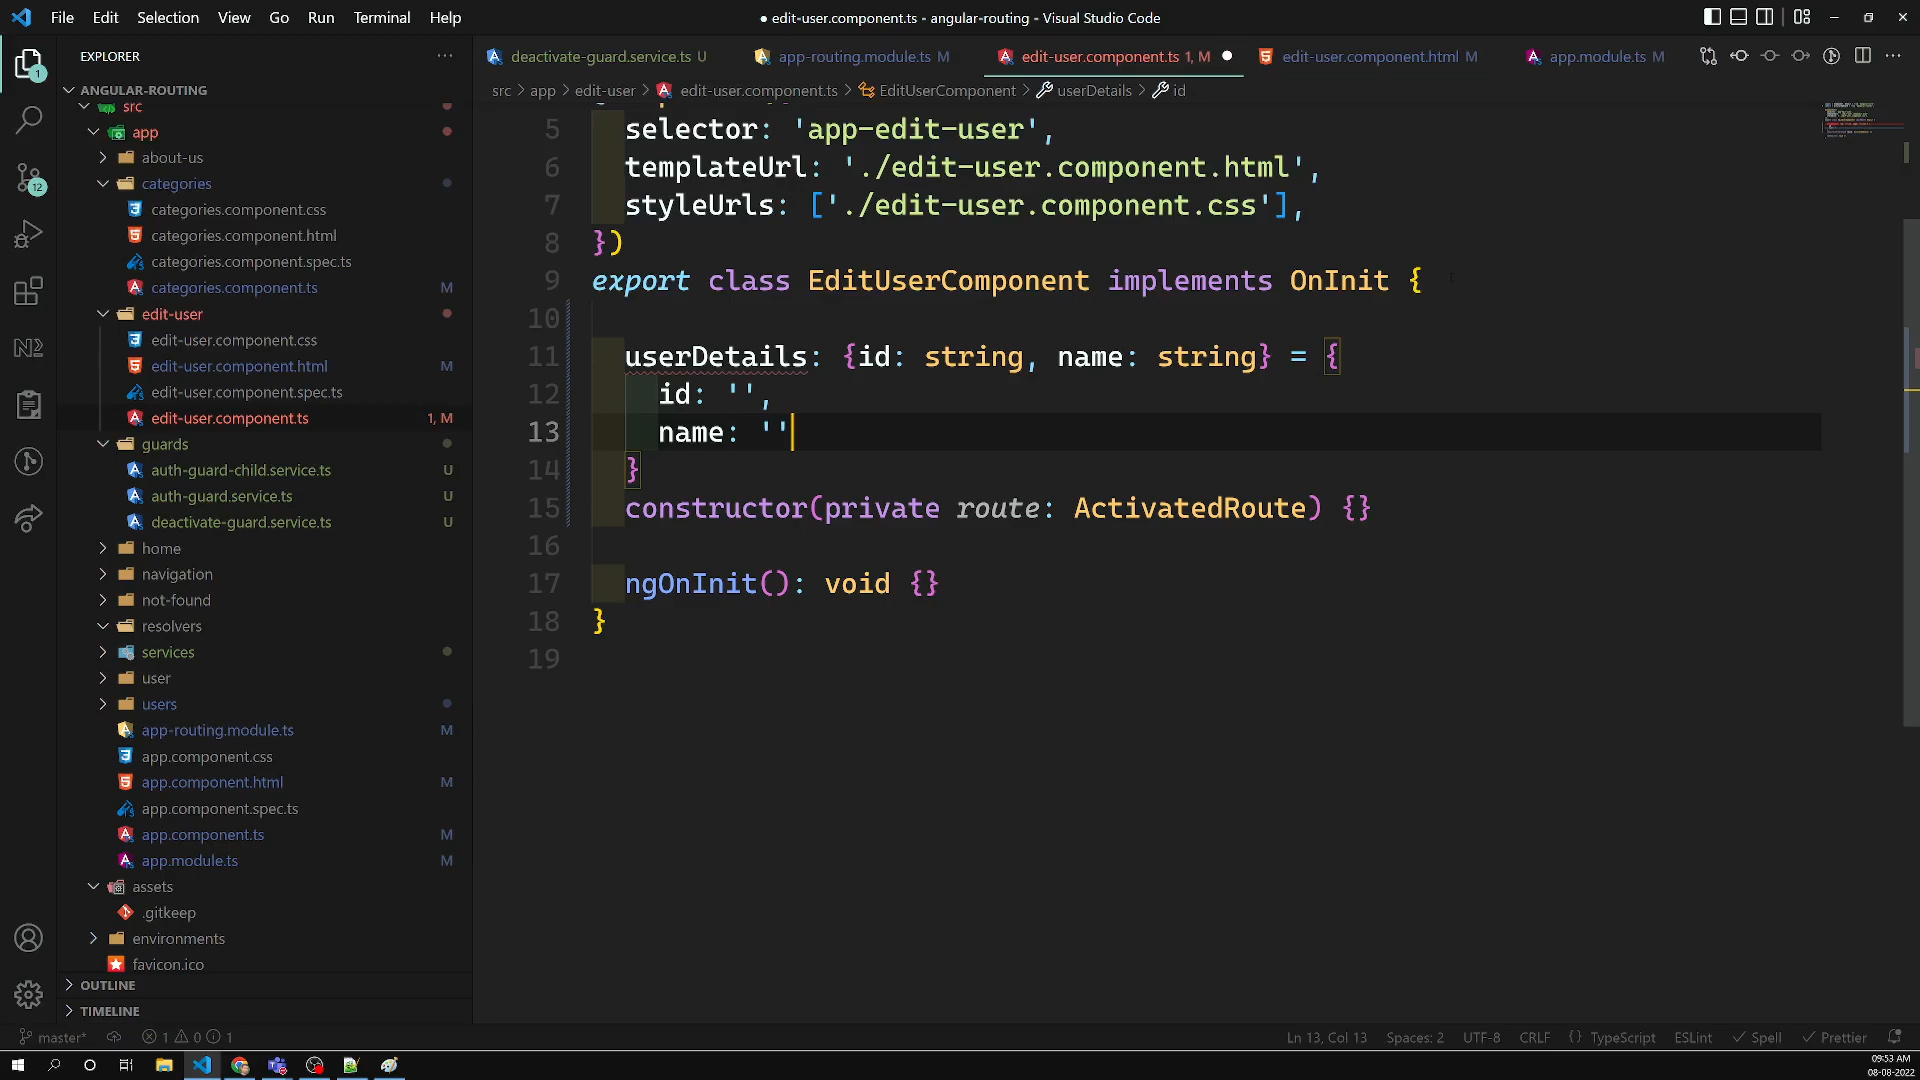 File Edit Selection View Go Run Terminal Help
● edit-user.component.ts - angular-routing - Visual Studio Code
EXPLORER
ANGULAR-ROUTING
src
app
about-us
categories
categories.component.css
categories.component.html
categories.component.spec.ts
categories.component.ts M
edit-user
edit-user.component.css
edit-user.component.html M
edit-user.component.spec.ts
edit-user.component.ts 1, M
guards
auth-guard-child.service.ts U
auth-guard.service.ts U
deactivate-guard.service.ts U
home
navigation
not-found
resolvers
services
user
users
app-routing.module.ts M
app.component.css
app.component.html M
app.component.spec.ts
app.component.ts M
app.module.ts M
assets
.gitkeep
environments
favicon.ico
OUTLINE
TIMELINE
1
12
deactivate-guard.service.ts U
app-routing.module.ts M
edit-user.component.ts 1, M
edit-user.component.html M
app.module.ts M
src > app > edit-user > edit-user.component.ts > EditUserComponent > userDetails > id
5 selector: 'app-edit-user',
6 templateUrl: './edit-user.component.html',
7 styleUrls: ['./edit-user.component.css'],
8 })
9 export class EditUserComponent implements OnInit {
10
11 userDetails: {id: string, name: string} = {
12 id: '',
13 name: ''
14 }
15 constructor(private route: ActivatedRoute) {}
16
17 ngOnInit(): void {}
18 }
19
master* 1 0 1
Ln 13, Col 13 Spaces: 2 UTF-8 CRLF {} TypeScript ESLint Spell Prettier
09:53 AM
08-08-2022